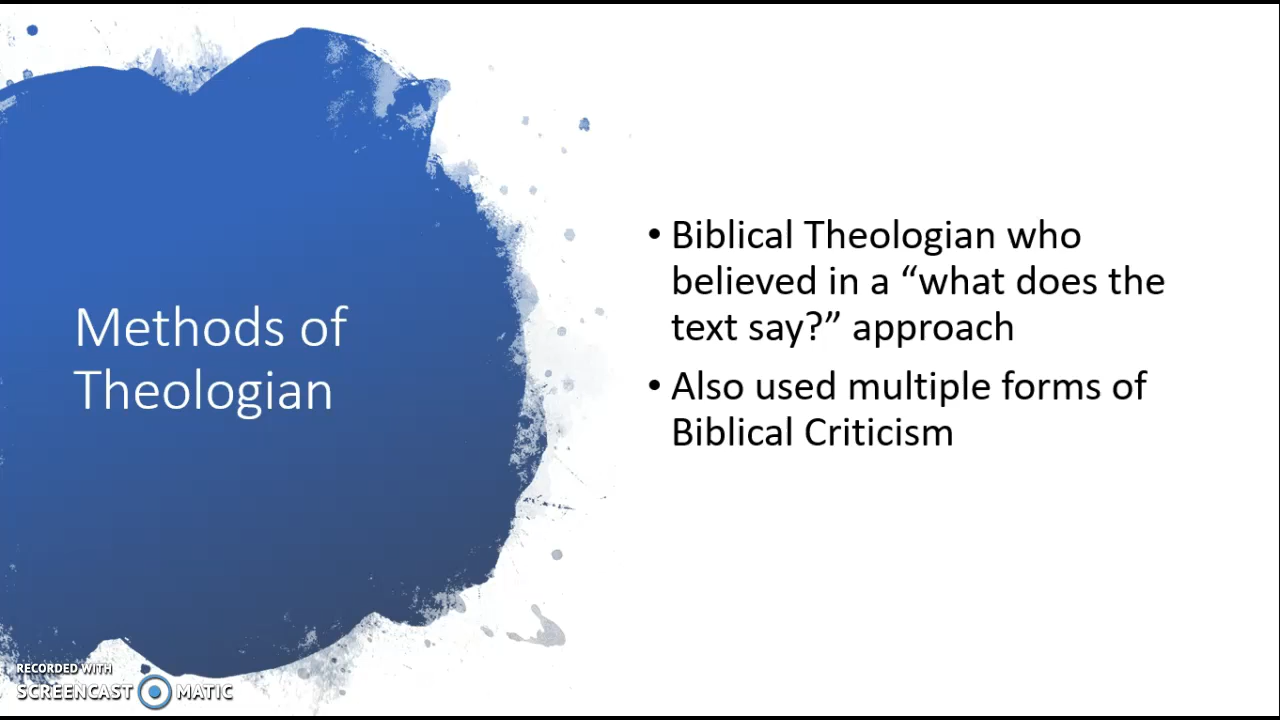 Methods of
Theologian
• Biblical Theologian who
believed in a “what does the
text say?” approach
• Also used multiple forms of
Biblical Criticism
RECORDED WITH
SCREENCAST MATIC